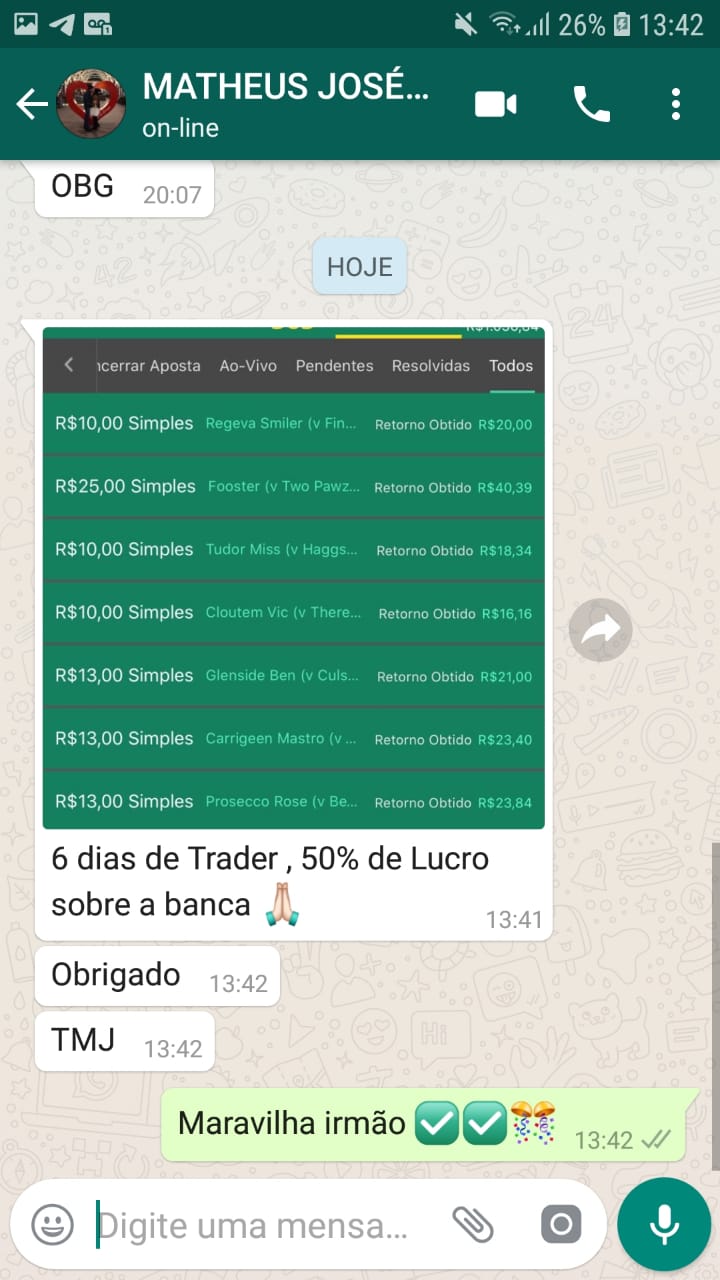 26% 13:42
MATHEUS JOSÉ...
on-line
OBG 20:07
HOJE
R$1.636,84
ncerrar Aposta Ao-Vivo Pendentes Resolvidas Todos
R$10,00 Simples Regeva Smiler (v Fin... Retorno Obtido R$20,00
R$25,00 Simples Fooster (v Two Pawz... Retorno Obtido R$40,39
R$10,00 Simples Tudor Miss (v Haggs... Retorno Obtido R$18,34
R$10,00 Simples Cloutem Vic (v There... Retorno Obtido R$16,16
R$13,00 Simples Glenside Ben (v Culs... Retorno Obtido R$21,00
R$13,00 Simples Carrigeen Mastro (v ... Retorno Obtido R$23,40
R$13,00 Simples Prosecco Rose (v Be... Retorno Obtido R$23,84
6 dias de Trader , 50% de Lucro
sobre a banca 🙏🏻
13:41
Obrigado 13:42
TMJ 13:42
Maravilha irmão ✅✅🎊 13:42
Digite uma mensa...